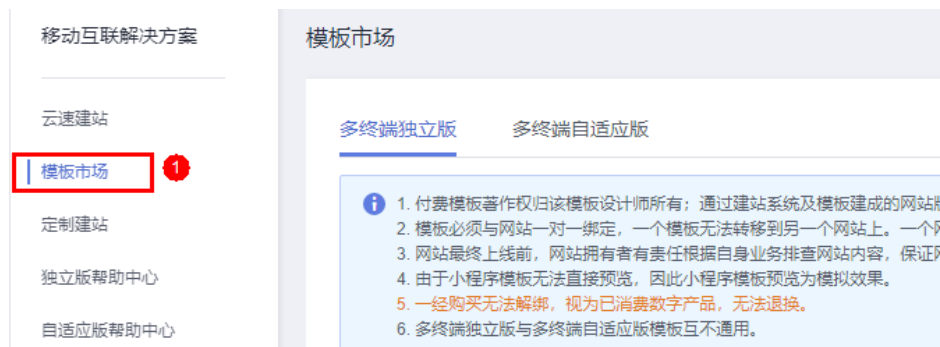 移动互联解决方案
云速建站
模板市场
1
定制建站
独立版帮助中心
自适应版帮助中心
模板市场
多终端独立版 多终端自适应版
1. 付费模板著作权归该模板设计师所有；通过建站系统及模板建成的网站
2. 模板必须与网站一对一绑定，一个模板无法转移到另一个网站上。一个
3. 网站最终上线前，网站拥有者有责任根据自身业务排查网站内容，保证
4. 由于小程序模板无法直接预览，因此小程序模板预览为模拟效果。
5. 一经购买无法解绑，视为已消费数字产品，无法退换。
6. 多终端独立版与多终端自适应版模板互不通用。